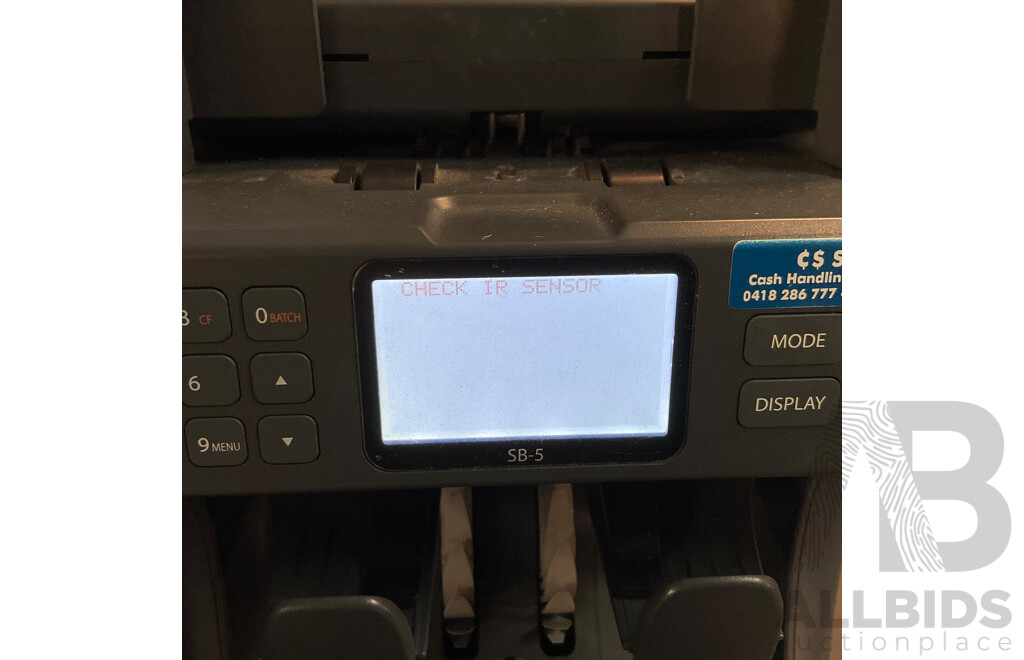 CHECK IR SENSOR
¢$ S
Cash Handlin
0418 286 777
CF
0 BATCH
MODE
6
DISPLAY
9 MENU
SB-5
AB
ALLBIDS
auctionplace